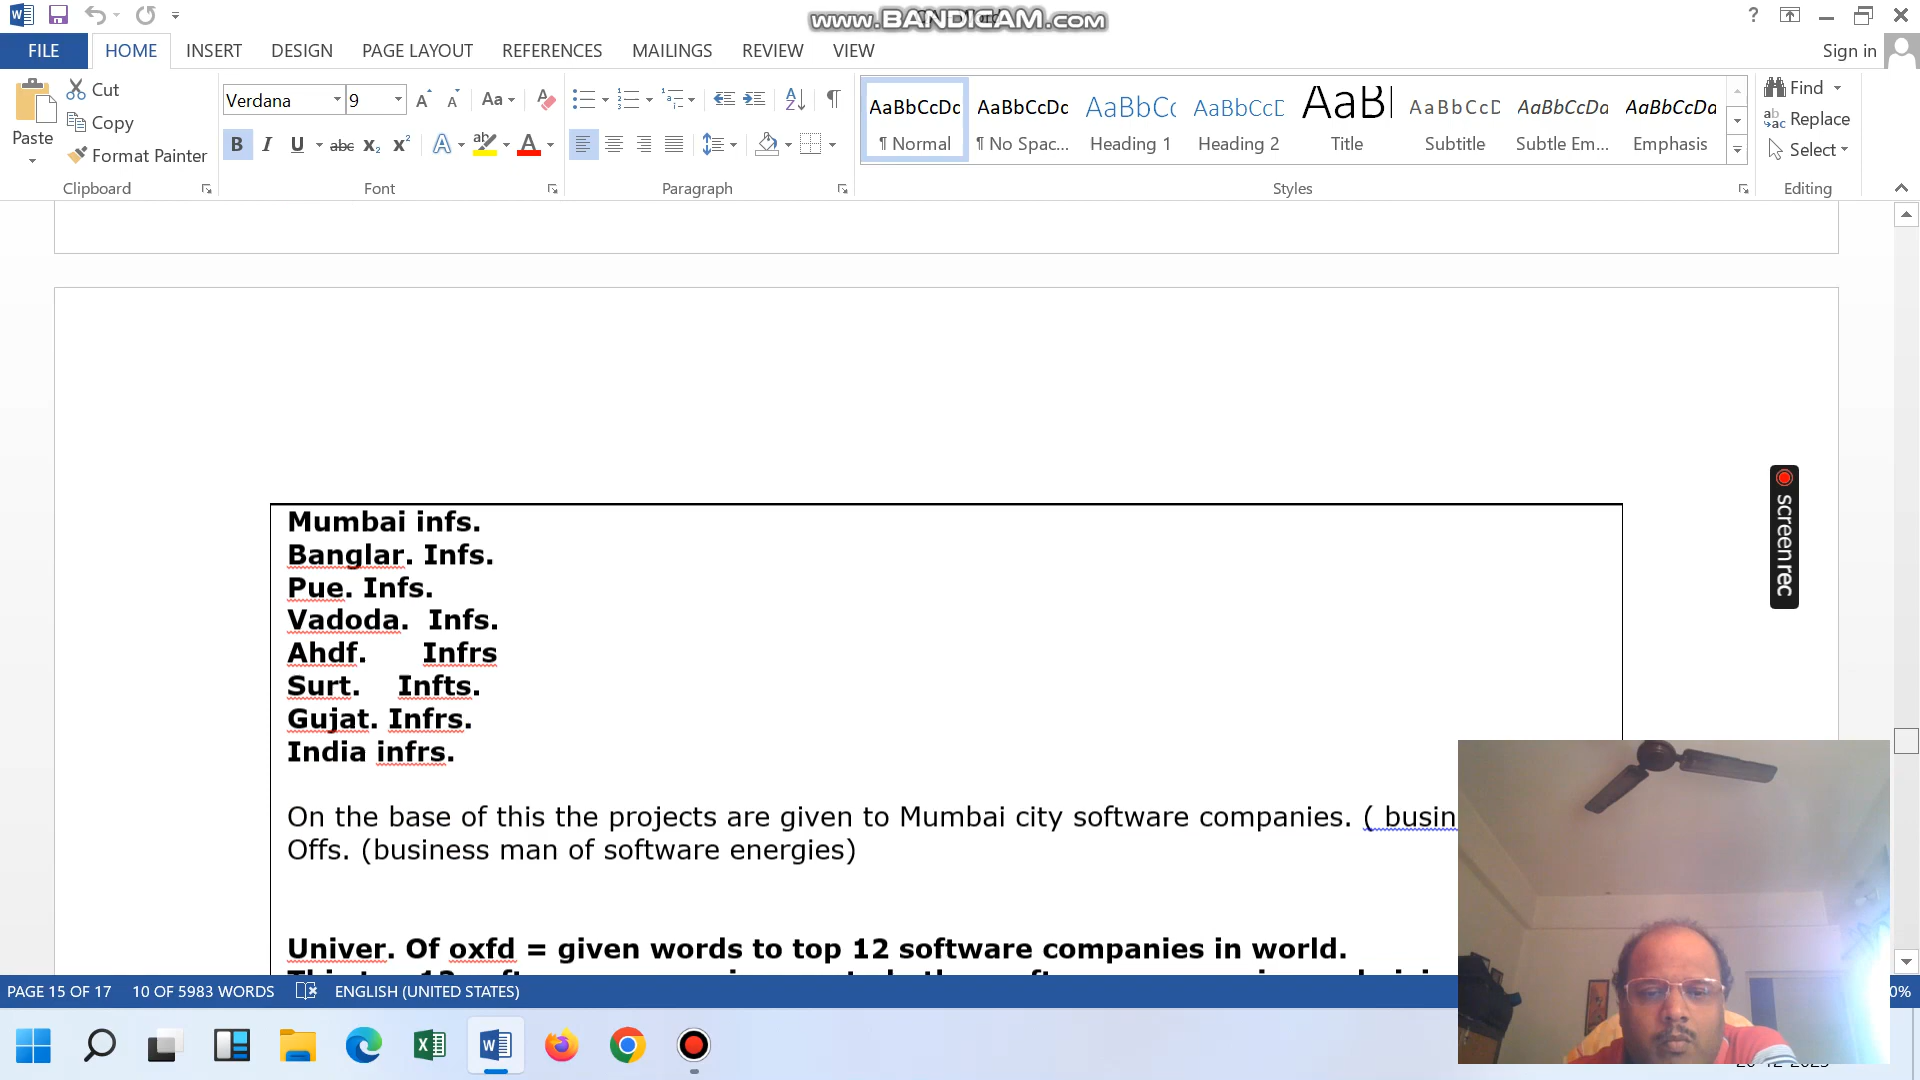 www.BANDICAM.com
FILE HOME INSERT DESIGN PAGE LAYOUT REFERENCES MAILINGS REVIEW VIEW Sign in
Paste Cut Copy Format Painter
Verdana 9
AaBbCcDc AaBbCcDc AaBbCc AaBbCcD AaBl AaBbCcD AaBbCcDa AaBbCcDa
¶ Normal ¶ No Spac... Heading 1 Heading 2 Title Subtitle Subtle Em... Emphasis
Find Replace Select
Clipboard Font Paragraph Styles Editing
Mumbai infs.
Banglar. Infs.
Pue. Infs.
Vadoda. Infs.
Ahdf. Infrs
Surt. Infts.
Gujat. Infrs.
India infrs.
On the base of this the projects are given to Mumbai city software companies. ( busin
Offs. (business man of software energies)
Univer. Of oxfd = given words to top 12 software companies in world.
screenrec
PAGE 15 OF 17 10 OF 5983 WORDS ENGLISH (UNITED STATES) 0%